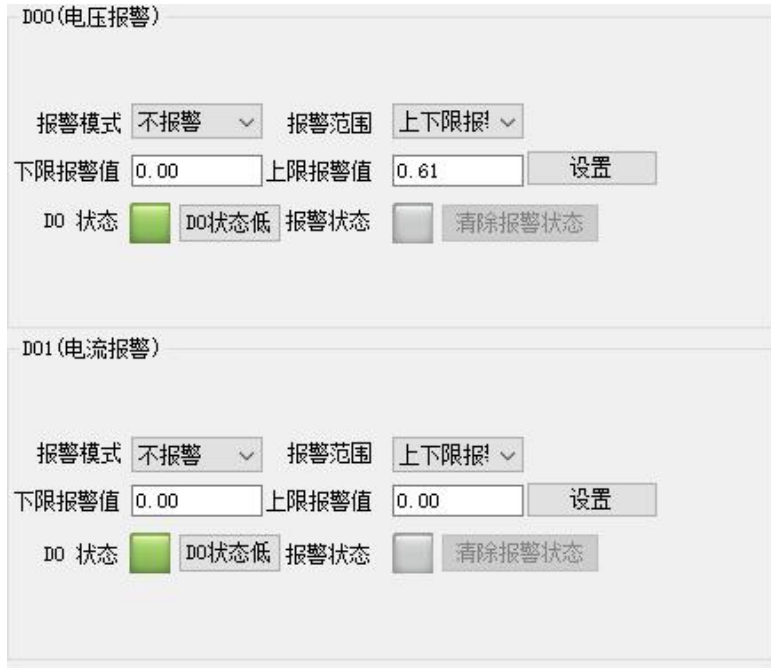 DO0(电压报警)
报警模式 不报警 报警范围 上下限报
下限报警值 0.00 上限报警值 0.61 设置
DO 状态 DO状态低 报警状态 清除报警状态
DO1(电流报警)
报警模式 不报警 报警范围 上下限报
下限报警值 0.00 上限报警值 0.00 设置
DO 状态 DO状态低 报警状态 清除报警状态